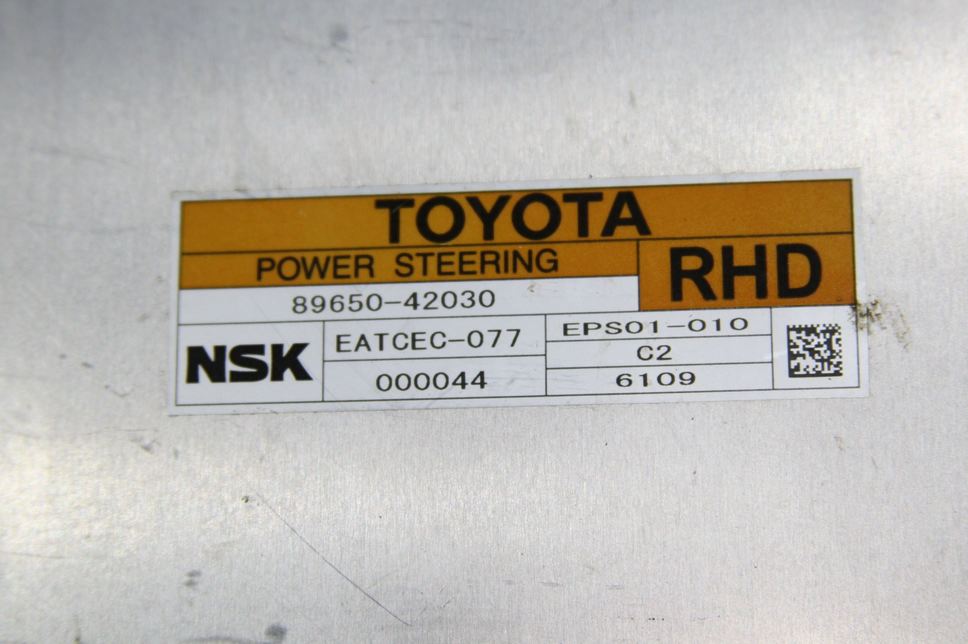 TOYOTA
POWER STEERING
RHD
89650-42030
NSK
EATCEC-077
000044
EPS01-010
C2
6109